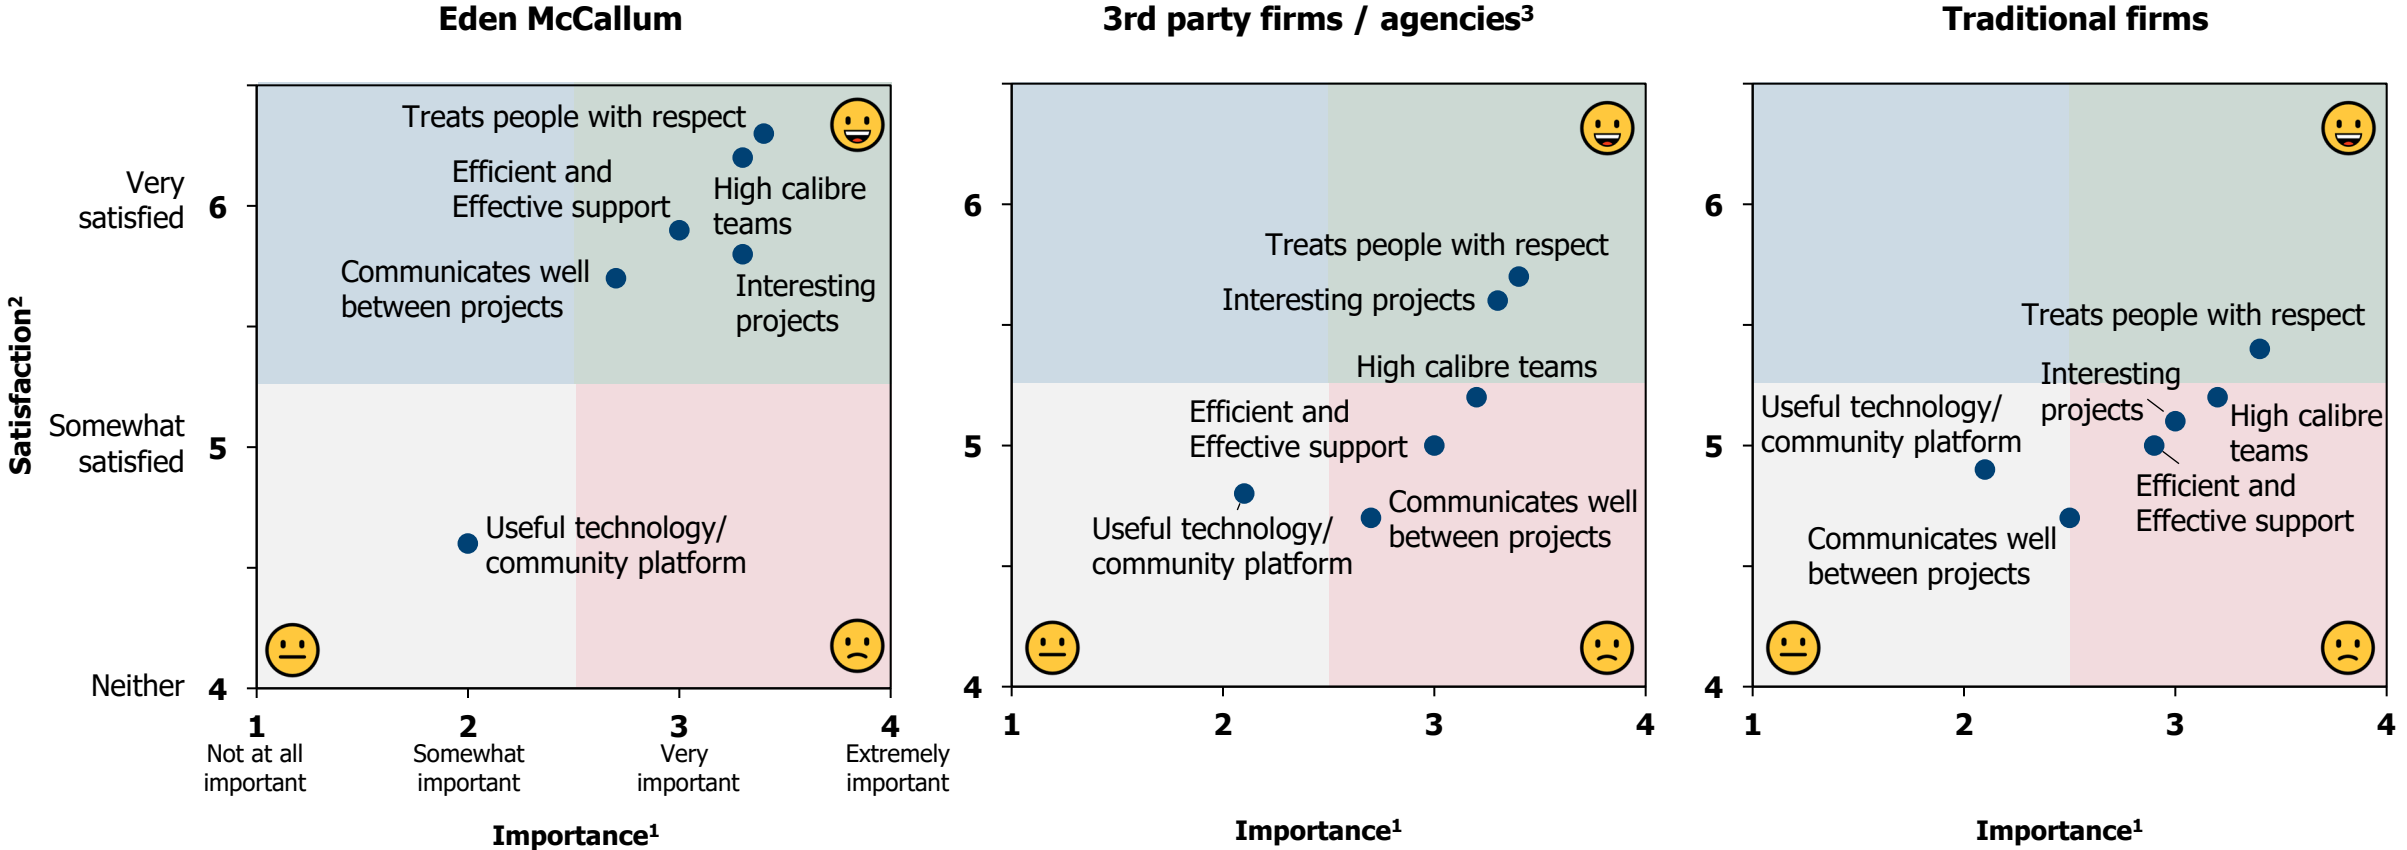 Eden McCallum
3rd party firms / agencies³
Traditional firms
Satisfaction²
Very
satisfied
Somewhat
satisfied
Neither
6
5
4
Treats people with respect
Efficient and
Effective support
High calibre
teams
Communicates well
between projects
Interesting
projects
Useful technology/
community platform
1
2
3
4
Not at all
important
Somewhat
important
Very
important
Extremely
important
Importance¹
6
5
4
Treats people with respect
Interesting projects
High calibre teams
Efficient and
Effective support
Communicates well
between projects
Useful technology/
community platform
1
2
3
4
Importance¹
6
5
4
Treats people with respect
Interesting
projects
Useful technology/
community platform
High calibre
teams
Efficient and
Effective support
Communicates well
between projects
1
2
3
4
Importance¹